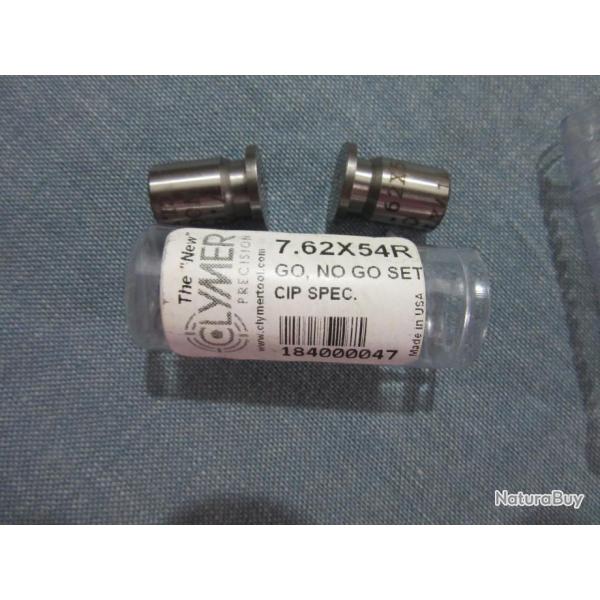 62X
The "New"
CLYMER
PRECISION
www.clymertool.com
7.62X54R
GO, NO GO SET
CIP SPEC.
184000047
Made in USA
NaturaBuy